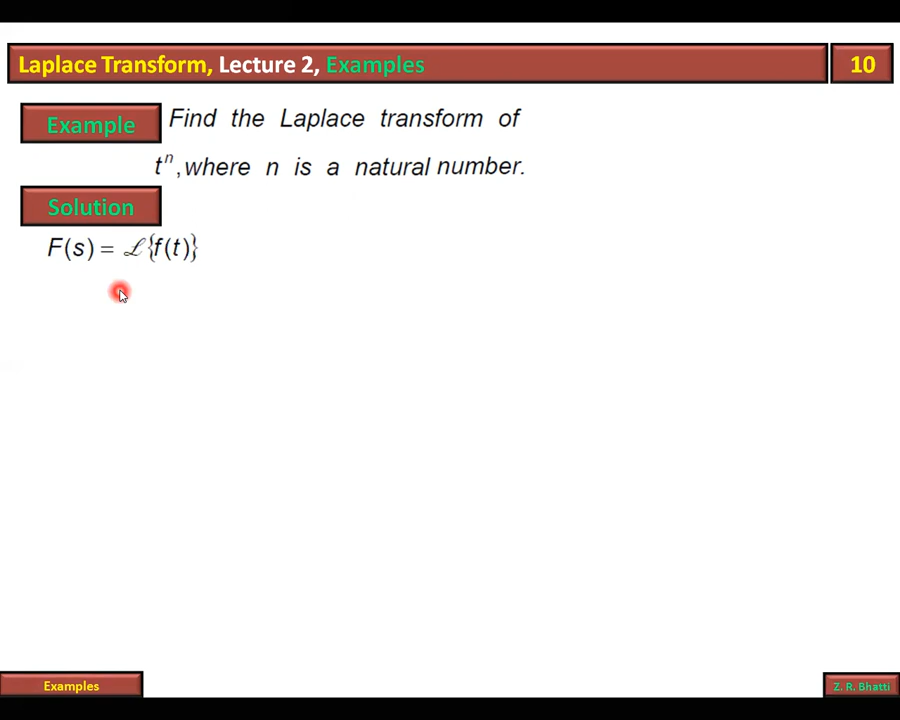 Laplace Transform, Lecture 2, Examples 10
Example Find the Laplace transform of
tⁿ, where n is a natural number.
Solution
F(s) = ℒ{f(t)}
Examples Z. R. Bhatti